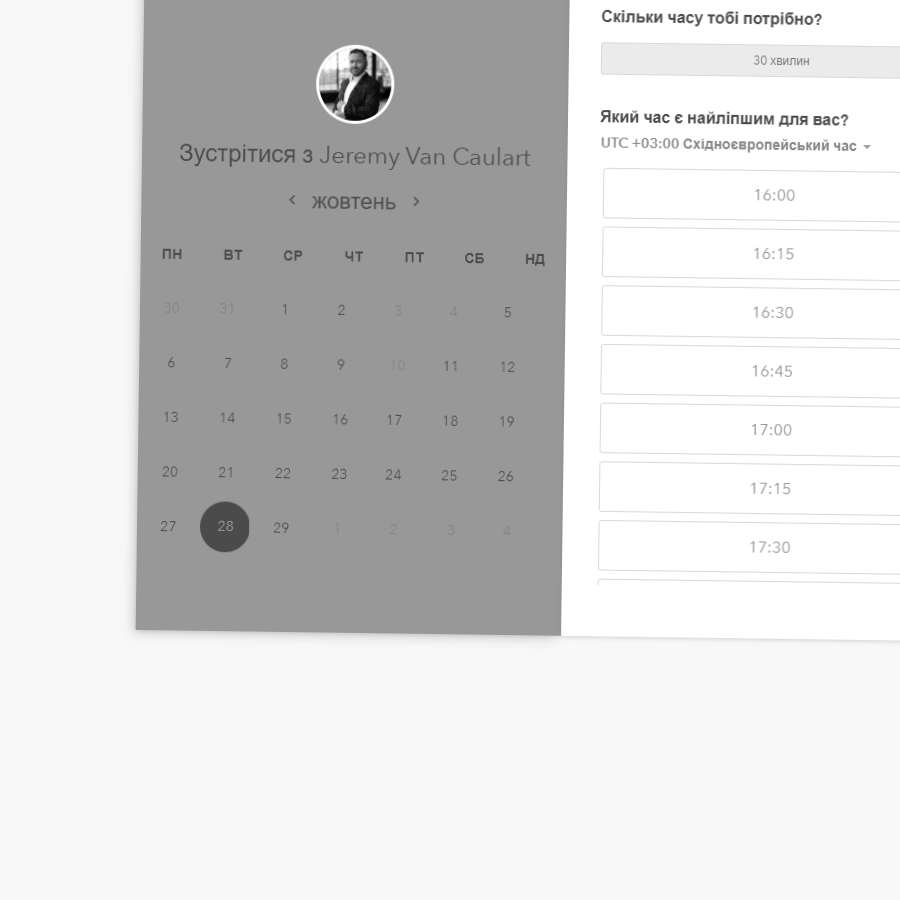 Зустрітися з Jeremy Van Caulart
жовтень
ПН ВТ СР ЧТ ПТ СБ НД
30 31 1 2 3 4 5
6 7 8 9 10 11 12
13 14 15 16 17 18 19
20 21 22 23 24 25 26
27 28 29 1 2 3 4
Скільки часу тобі потрібно?
30 хвилин
Який час є найліпшим для вас?
UTC +03:00 Східноєвропейський час
16:00
16:15
16:30
16:45
17:00
17:15
17:30